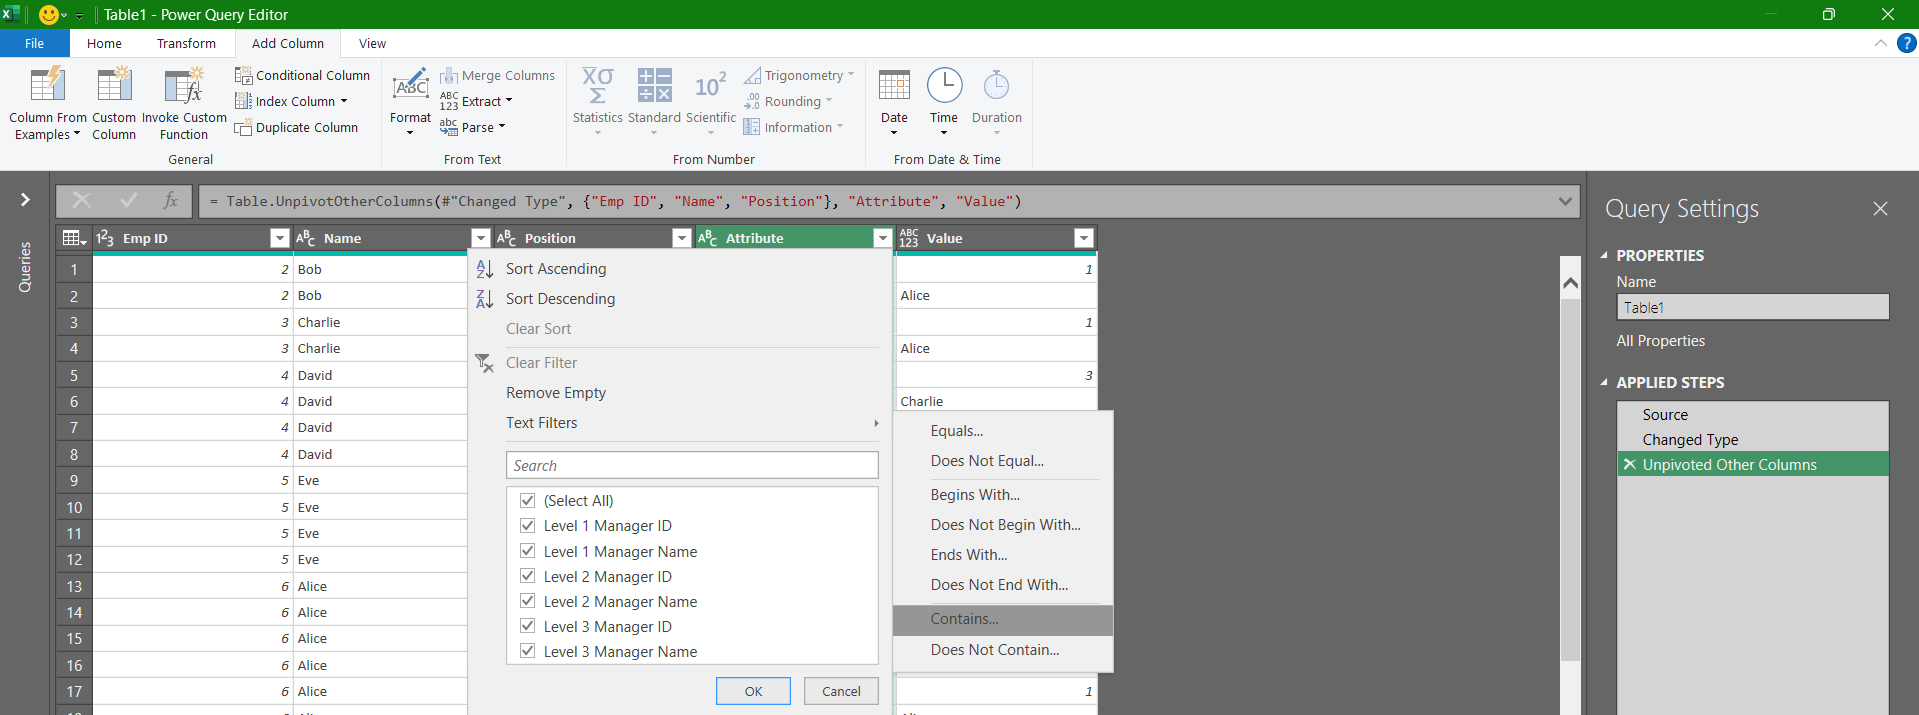 Table1 - Power Query Editor
File Home Transform Add Column View
Column From Examples
Custom Column
Invoke Custom Function
Conditional Column
Index Column
Duplicate Column
General
Format
Merge Columns
Extract
Parse
From Text
Statistics
Standard
Scientific
Trigonometry
Rounding
Information
From Number
Date
Time
Duration
From Date & Time
= Table.UnpivotOtherColumns(#"Changed Type", {"Emp ID", "Name", "Position"}, "Attribute", "Value")
Queries
Emp ID Name Position Attribute Value
1 2 Bob 1
2 2 Bob Alice
3 3 Charlie 1
4 3 Charlie Alice
5 4 David 3
6 4 David Charlie
7 4 David
8 4 David
9 5 Eve
10 5 Eve
11 5 Eve
12 5 Eve
13 6 Alice
14 6 Alice
15 6 Alice
16 6 Alice
17 6 Alice 1
Sort Ascending
Sort Descending
Clear Sort
Clear Filter
Remove Empty
Text Filters
Search
(Select All)
Level 1 Manager ID
Level 1 Manager Name
Level 2 Manager ID
Level 2 Manager Name
Level 3 Manager ID
Level 3 Manager Name
OK Cancel
Equals...
Does Not Equal...
Begins With...
Does Not Begin With...
Ends With...
Does Not End With...
Contains...
Does Not Contain...
Query Settings
PROPERTIES
Name
Table1
All Properties
APPLIED STEPS
Source
Changed Type
Unpivoted Other Columns